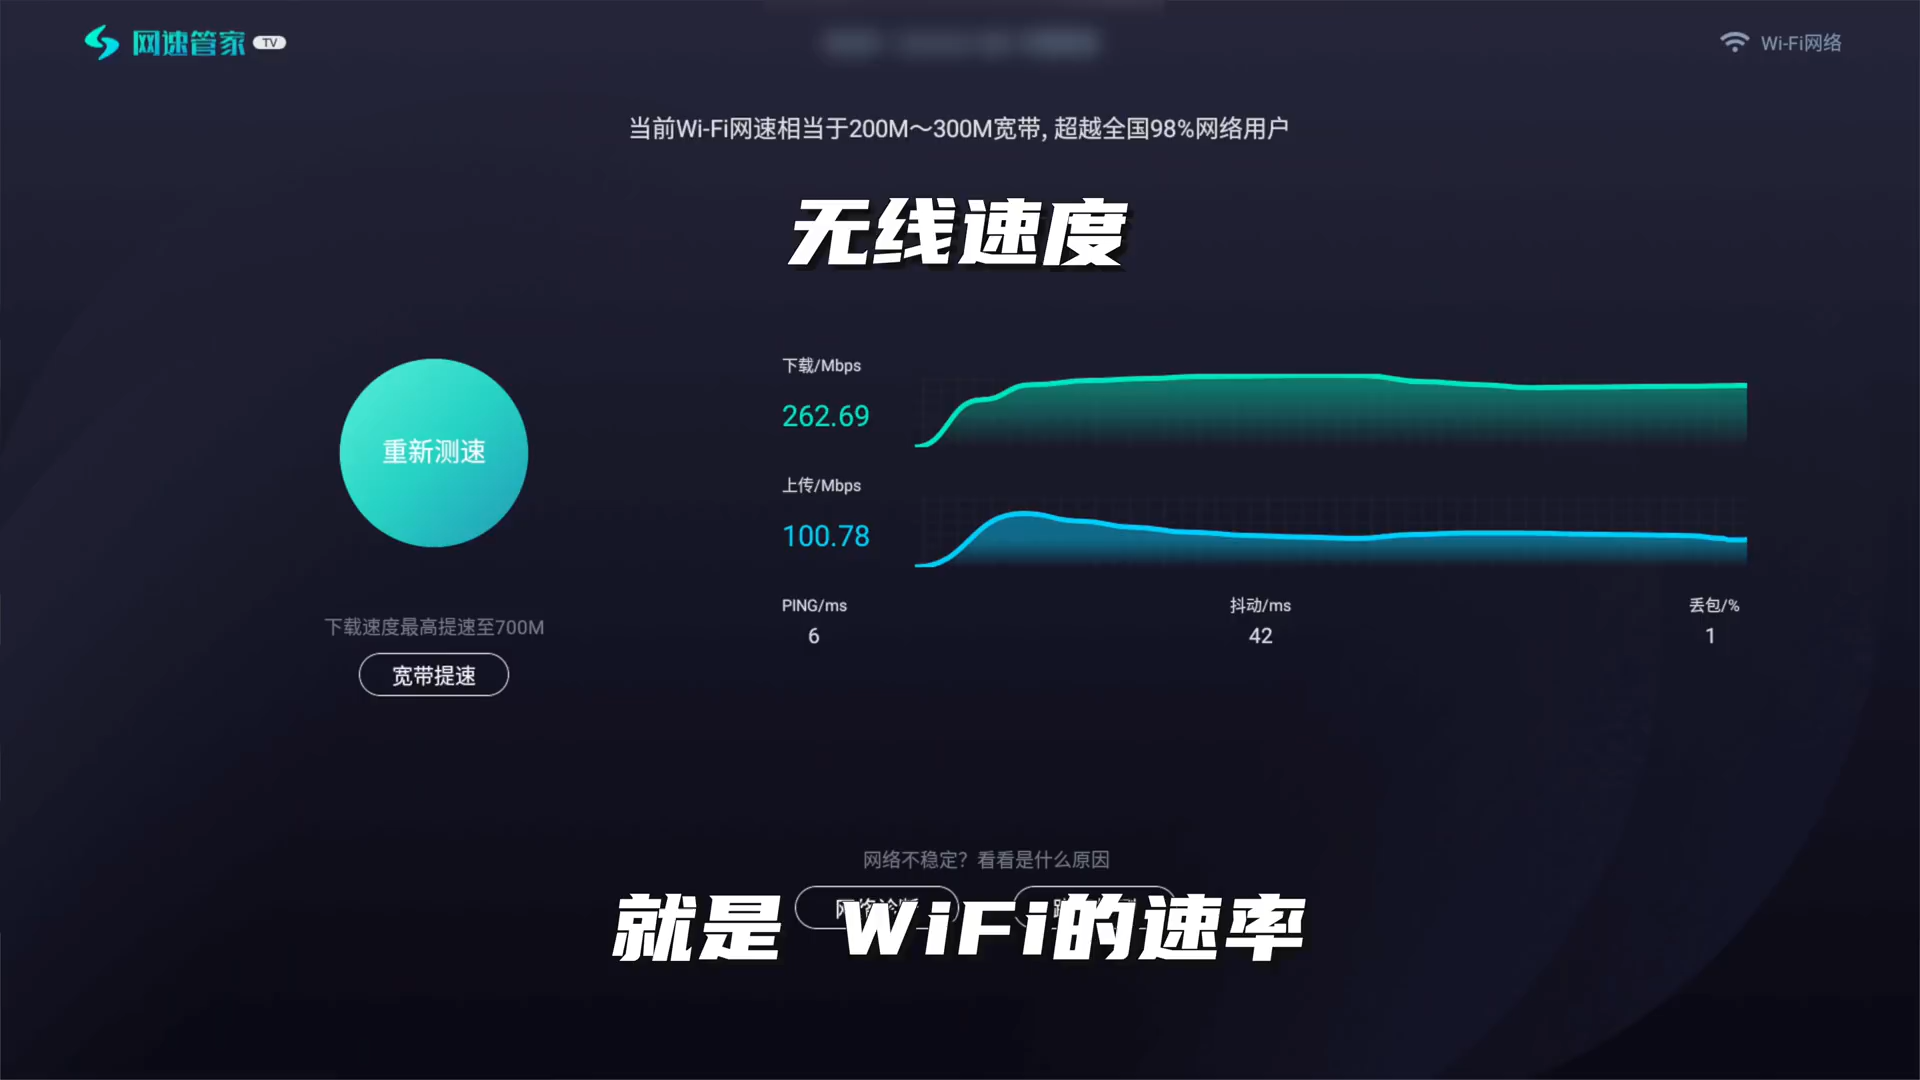 网速管家 TV
Wi-Fi网络
当前Wi-Fi网速相当于200M～300M宽带, 超越全国98%网络用户
无线速度
下载/Mbps
262.69
重新测速
上传/Mbps
100.78
PING/ms
6
抖动/ms
42
丢包/%
1
下载速度最高提速至700M
宽带提速
网络不稳定？看看是什么原因
就是 WiFi的速率